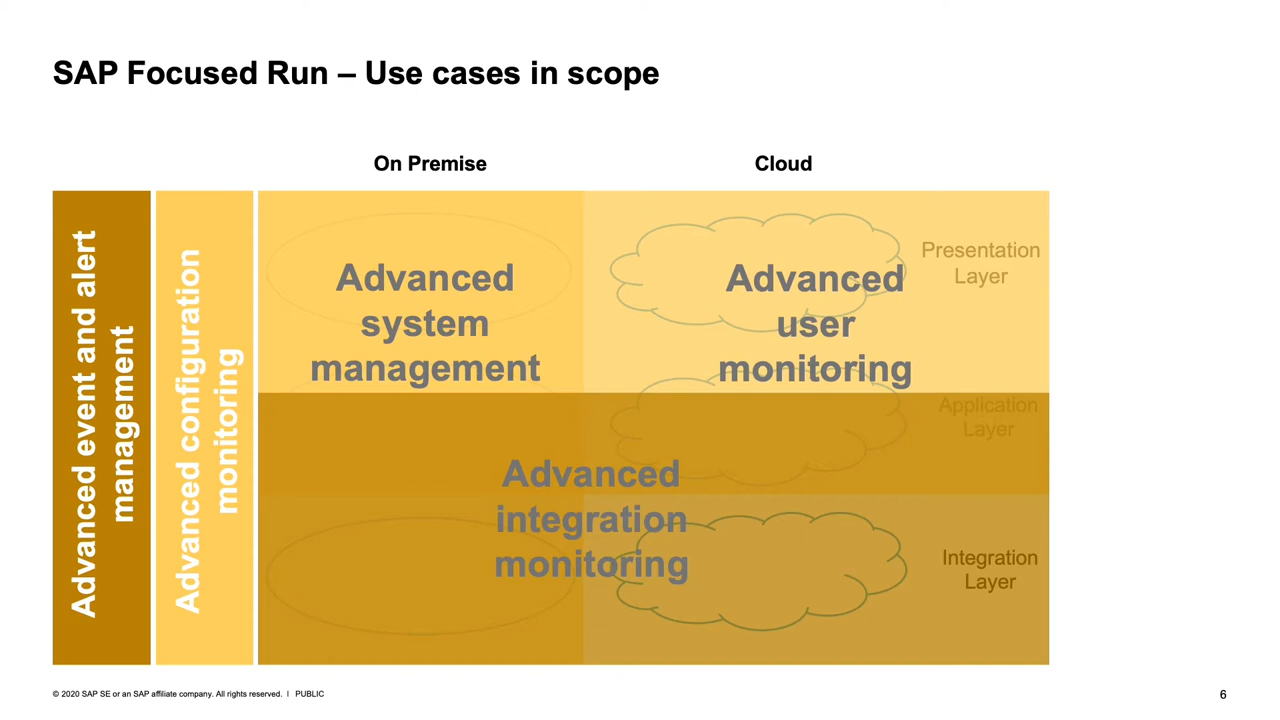 SAP Focused Run – Use cases in scope
On Premise
Cloud
Advanced event and alert
management
Advanced configuration
monitoring
Advanced
system
management
Advanced
user
monitoring
Presentation
Layer
Application
Layer
Advanced
integration
monitoring
Integration
Layer
© 2020 SAP SE or an SAP affiliate company. All rights reserved. | PUBLIC
6